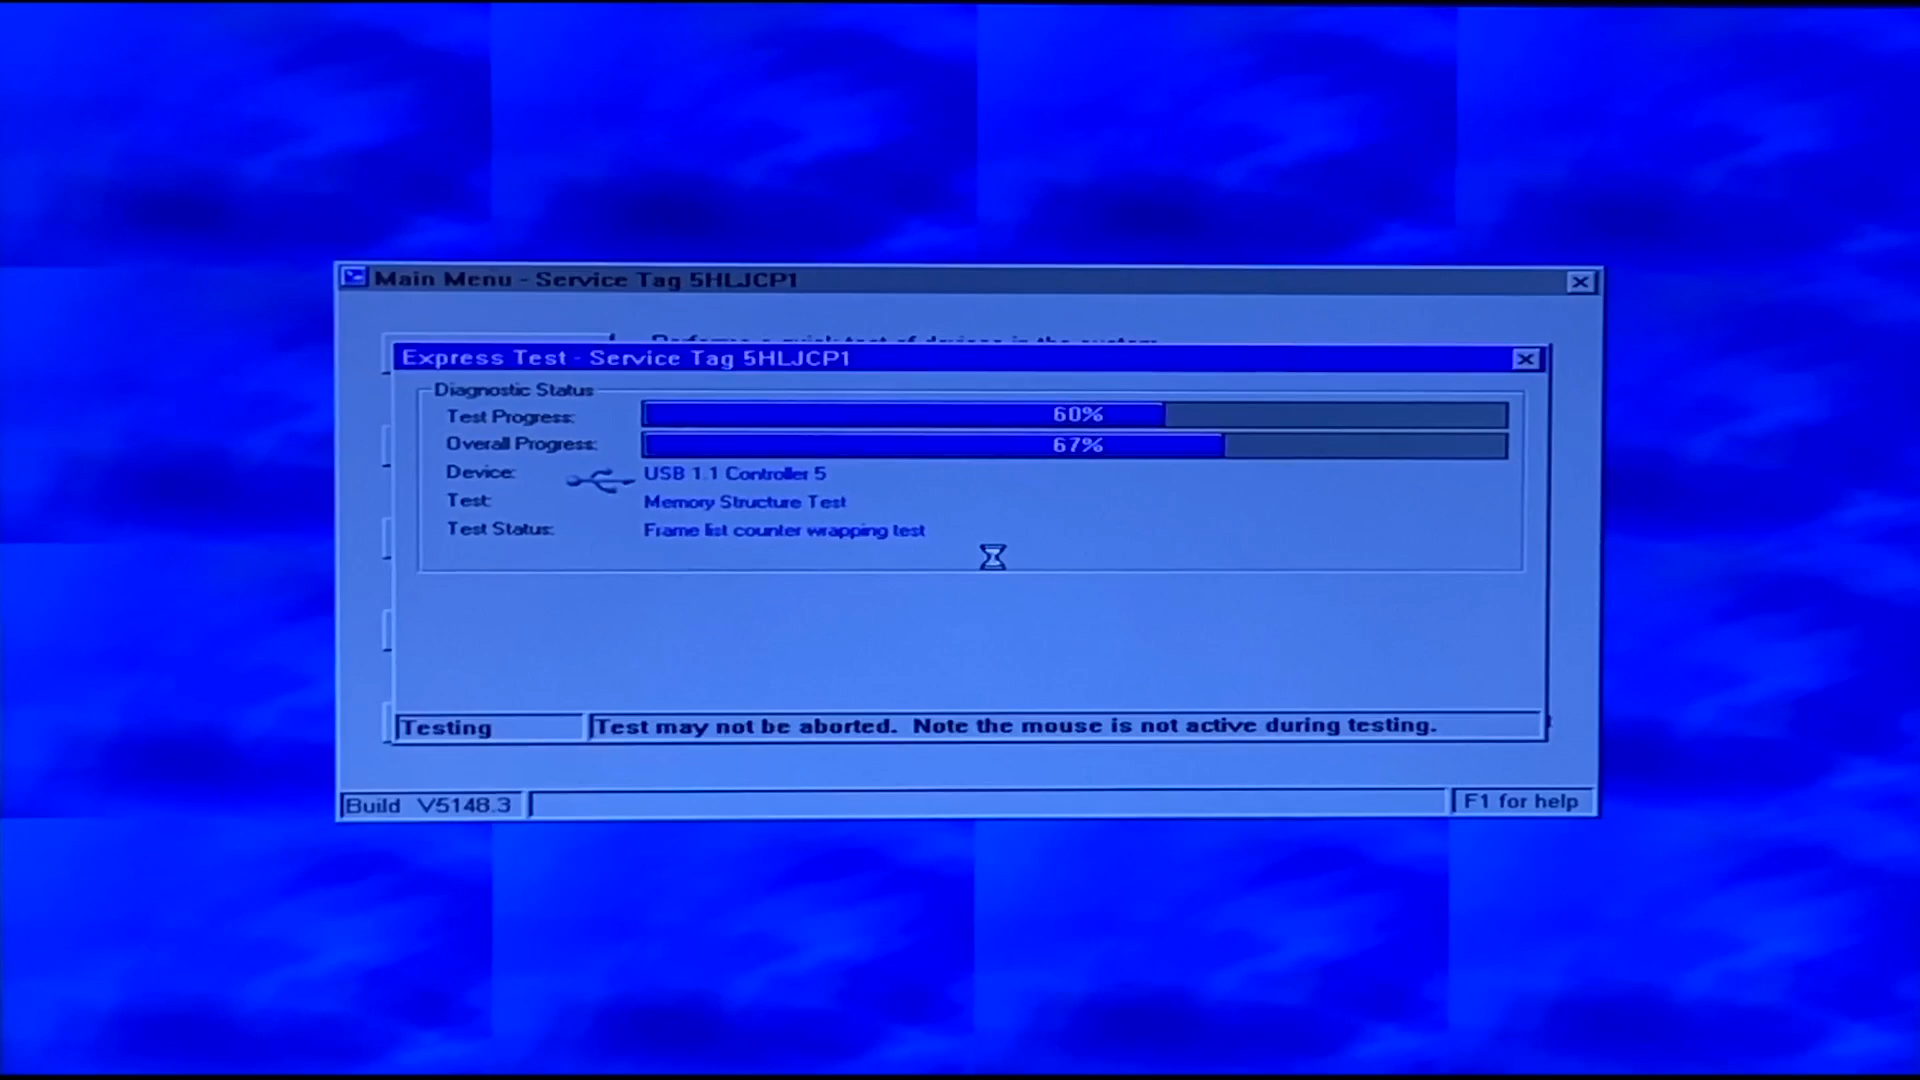 Main Menu - Service Tag 5HLJCP1
Express Test - Service Tag 5HLJCP1
Diagnostic Status
Test Progress: 60%
Overall Progress: 67%
Device: USB 1.1 Controller 5
Test: Memory Structure Test
Test Status: Frame list counter wrapping test
Testing Test may not be aborted. Note the mouse is not active during testing.
Build V5148.3 F1 for help